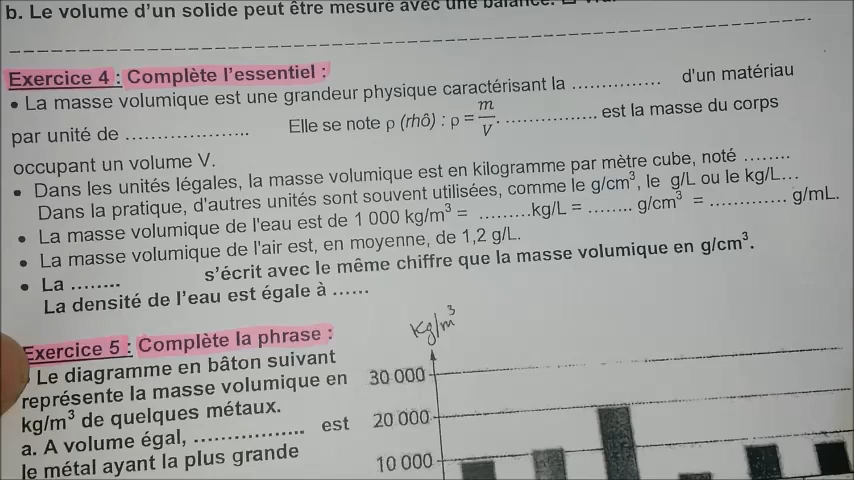 b. Le volume d'un solide peut être mesuré avec une balance.
Exercice 4 : Complète l'essentiel :
• La masse volumique est une grandeur physique caractérisant la .............. d'un matériau
par unité de .................... Elle se note ρ (rhô) : ρ = m/V. ............... est la masse du corps
occupant un volume V.
• Dans les unités légales, la masse volumique est en kilogramme par mètre cube, noté ........
Dans la pratique, d'autres unités sont souvent utilisées, comme le g/cm³, le g/L ou le kg/L...
• La masse volumique de l'eau est de 1 000 kg/m³ = .........kg/L = ........ g/cm³ = ............. g/mL.
• La masse volumique de l'air est, en moyenne, de 1,2 g/L.
• La ........ s'écrit avec le même chiffre que la masse volumique en g/cm³.
La densité de l'eau est égale à ......
Exercice 5 : Complète la phrase :
Le diagramme en bâton suivant
représente la masse volumique en
kg/m³ de quelques métaux.
a. A volume égal, .................. est
le métal ayant la plus grande
Kg/m³
30 000
20 000
10 000